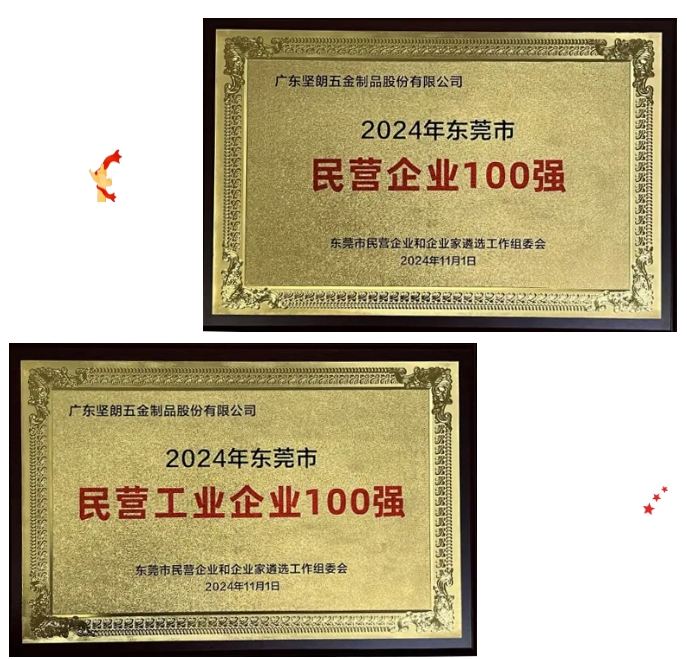 广东坚朗五金制品股份有限公司
2024年东莞市
民营企业100强
东莞市民营企业和企业家遴选工作组委会
2024年11月1日
广东坚朗五金制品股份有限公司
2024年东莞市
民营工业企业100强
东莞市民营企业和企业家遴选工作组委会
2024年11月1日